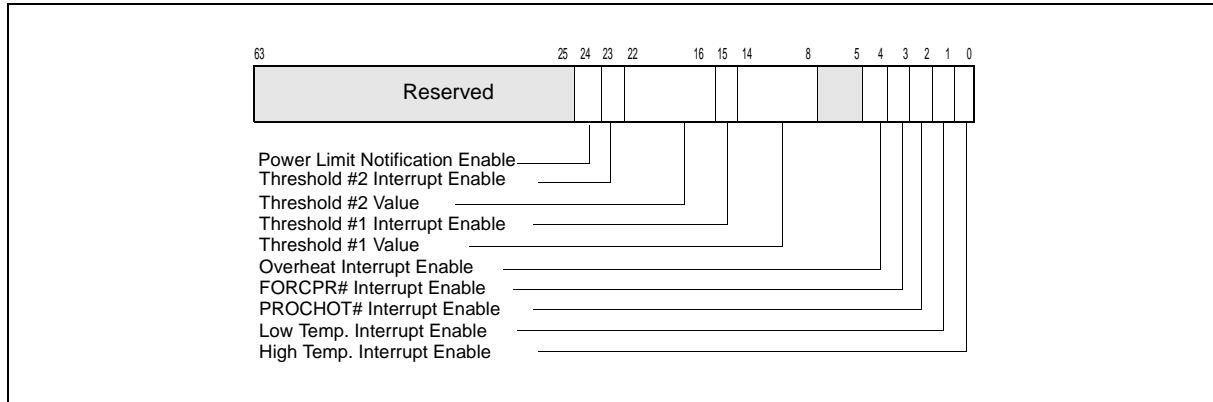 63 25 24 23 22 16 15 14 8 5 4 3 2 1 0
Reserved
Power Limit Notification Enable
Threshold #2 Interrupt Enable
Threshold #2 Value
Threshold #1 Interrupt Enable
Threshold #1 Value
Overheat Interrupt Enable
FORCPR# Interrupt Enable
PROCHOT# Interrupt Enable
Low Temp. Interrupt Enable
High Temp. Interrupt Enable